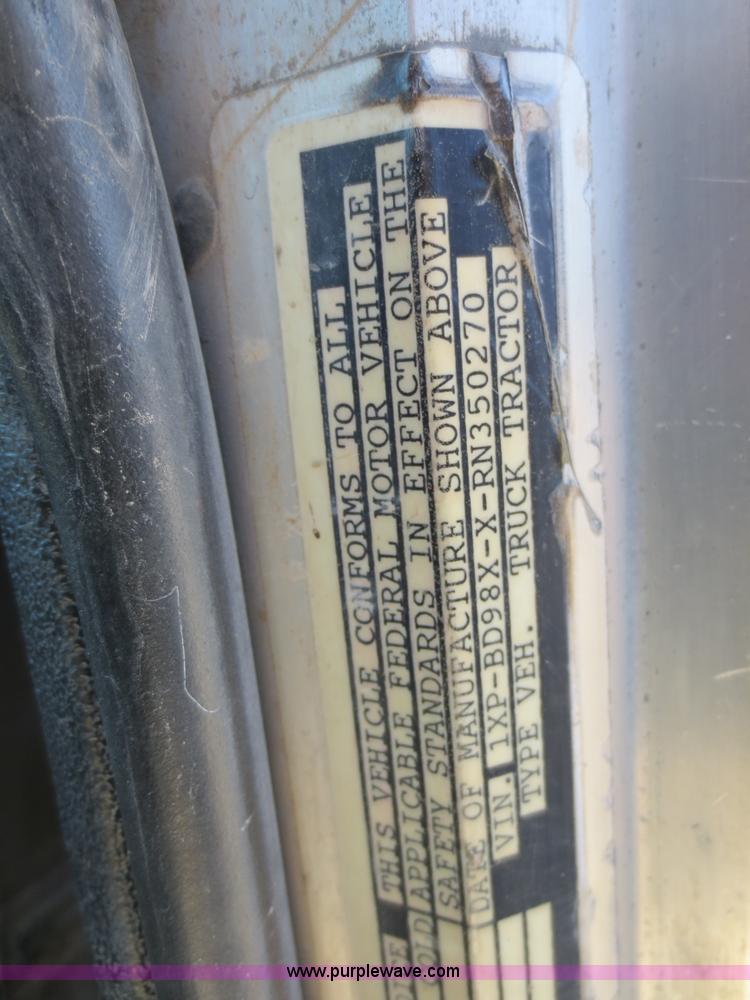 THIS VEHICLE CONFORMS TO ALL
APPLICABLE FEDERAL MOTOR VEHICLE
SAFETY STANDARDS IN EFFECT ON THE
DATE OF MANUFACTURE SHOWN ABOVE
VIN. 1XP-BD98X-X-RN350270
TYPE VEH. TRUCK TRACTOR
COLD
www.purplewave.com